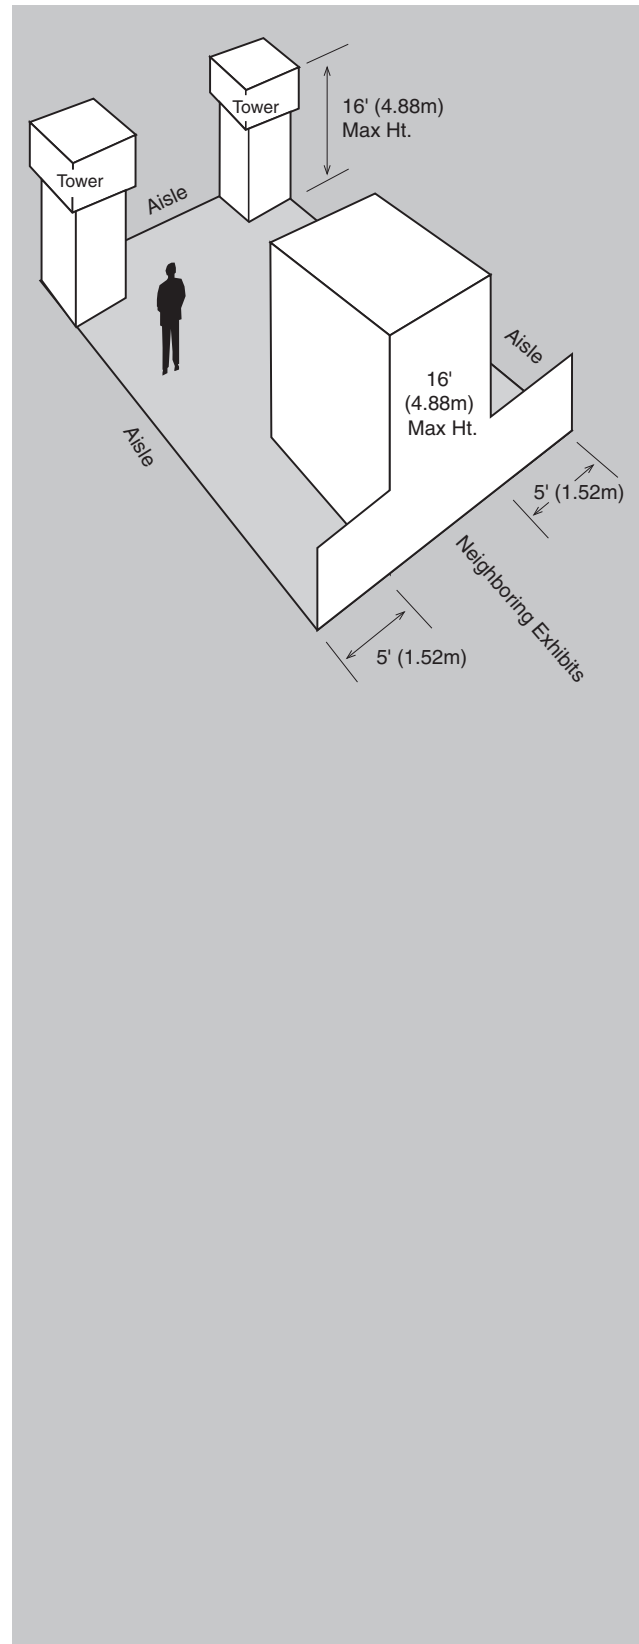 Tower
16' (4.88m)
Max Ht.
Tower
Aisle
Aisle
16'
(4.88m)
Max Ht.
Aisle
5' (1.52m)
Neighboring Exhibits
5' (1.52m)